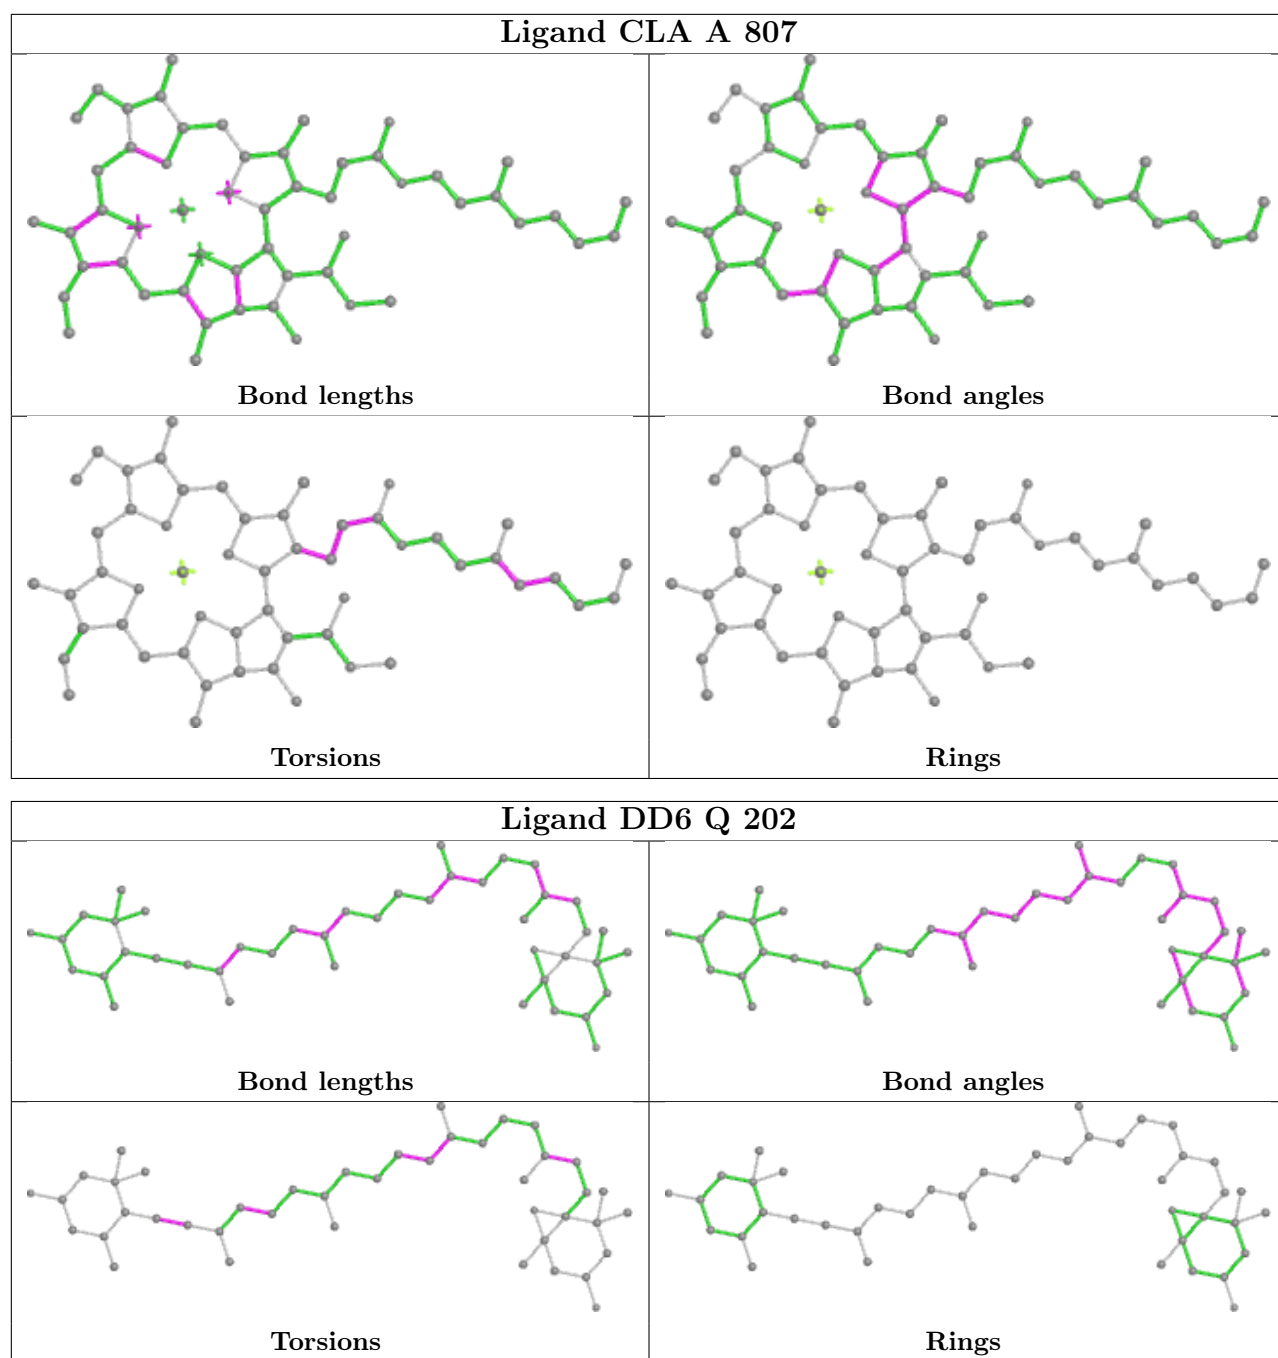 Ligand CLA A 807
Bond lengths
Bond angles
Torsions
Rings
Ligand DD6 Q 202
Bond lengths
Bond angles
Torsions
Rings